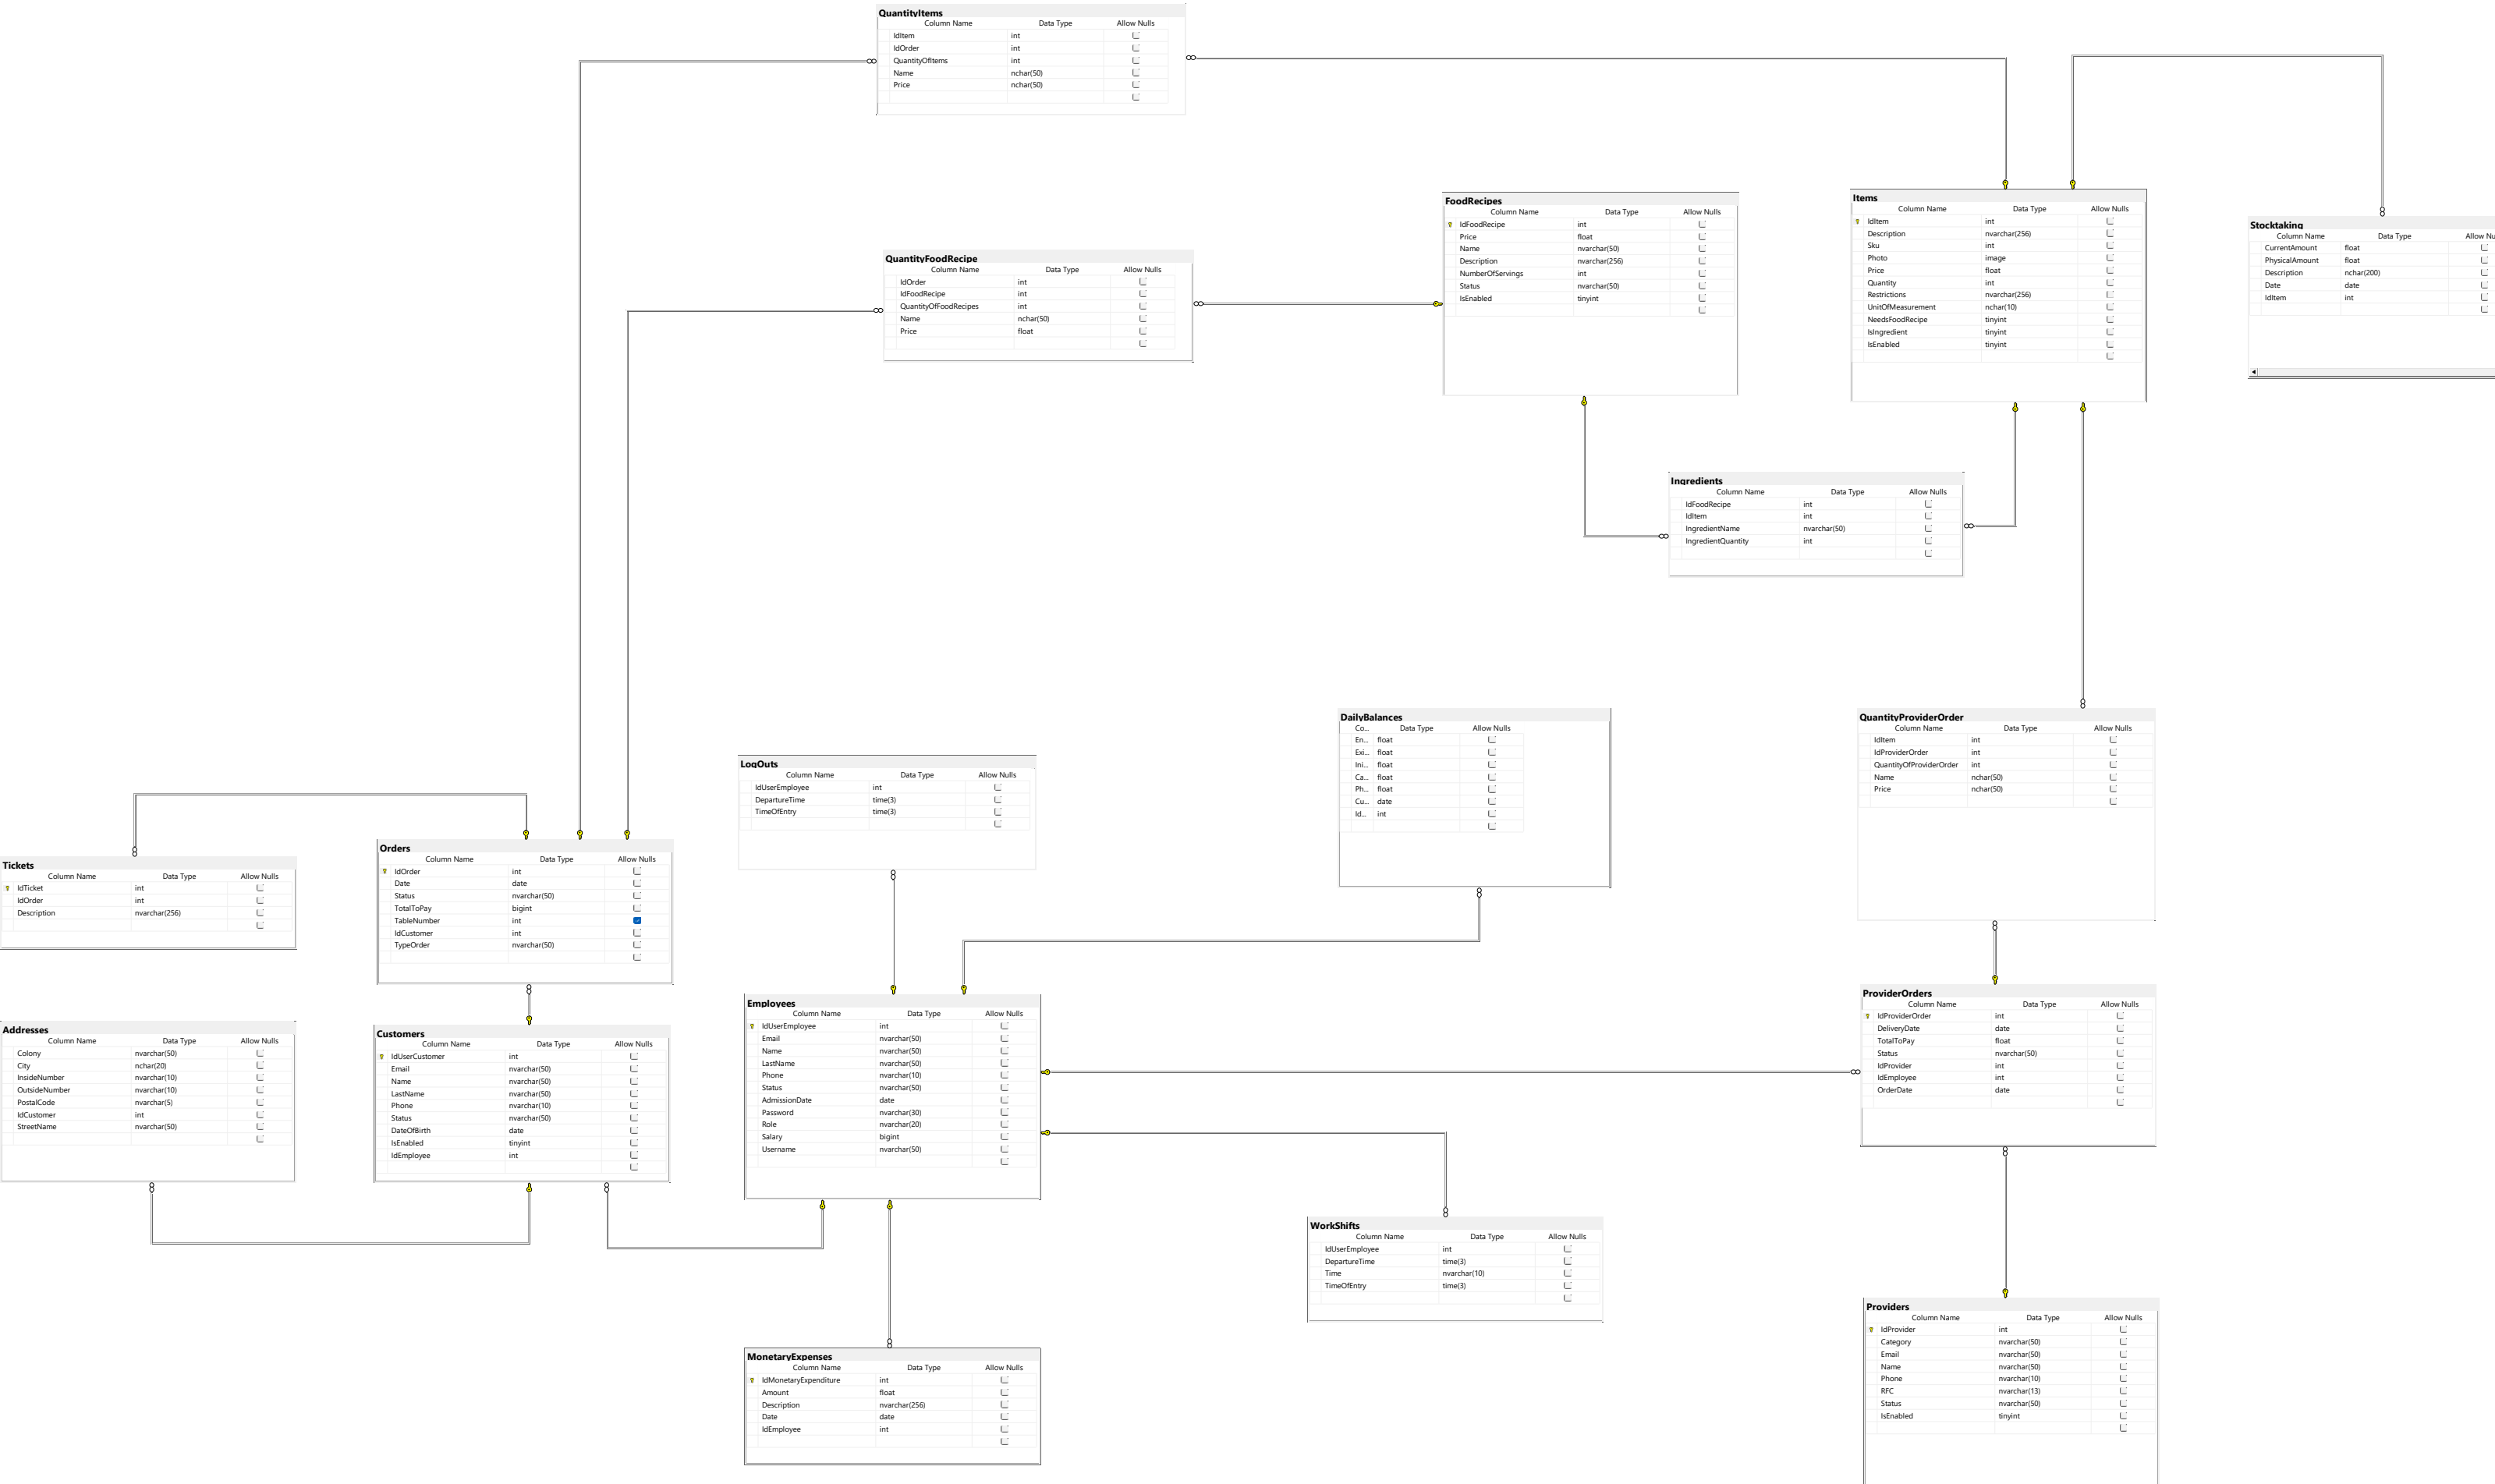 QuantityItems
Column Name Data Type Allow Nulls
IdItem int
IdOrder int
QuantityOfItems int
Name nchar(50)
Price nchar(50)
FoodRecipes
Column Name Data Type Allow Nulls
IdFoodRecipe int
Price float
Name nvarchar(50)
Description nvarchar(256)
NumberOfServings int
Status nvarchar(50)
IsEnabled tinyint
Items
Column Name Data Type Allow Nulls
IdItem int
Description nvarchar(256)
Sku int
Photo image
Price float
Quantity int
Restrictions nvarchar(256)
UnitOfMeasurement nchar(10)
NeedsFoodRecipe tinyint
IsIngredient tinyint
IsEnabled tinyint
Stocktaking
Column Name Data Type Allow Nu
CurrentAmount float
PhysicalAmount float
Description nchar(200)
Date date
IdItem int
QuantityFoodRecipe
Column Name Data Type Allow Nulls
IdOrder int
IdFoodRecipe int
QuantityOfFoodRecipes int
Name nchar(50)
Price float
Ingredients
Column Name Data Type Allow Nulls
IdFoodRecipe int
IdItem int
IngredientName nvarchar(50)
IngredientQuantity int
DailyBalances
Co... Data Type Allow Nulls
En... float
Exi... float
Ini... float
Ca... float
Ph... float
Cu... date
Id... int
QuantityProviderOrder
Column Name Data Type Allow Nulls
IdItem int
IdProviderOrder int
QuantityOfProviderOrder int
Name nchar(50)
Price nchar(50)
LogOuts
Column Name Data Type Allow Nulls
IdUserEmployee int
DepartureTime time(3)
TimeOfEntry time(3)
Tickets
Column Name Data Type Allow Nulls
IdTicket int
IdOrder int
Description nvarchar(256)
Orders
Column Name Data Type Allow Nulls
IdOrder int
Date date
Status nvarchar(50)
TotalToPay bigint
TableNumber int
IdCustomer int
TypeOrder nvarchar(50)
Addresses
Column Name Data Type Allow Nulls
Colony nvarchar(50)
City nchar(20)
InsideNumber nvarchar(10)
OutsideNumber nvarchar(10)
PostalCode nvarchar(5)
IdCustomer int
StreetName nvarchar(50)
Customers
Column Name Data Type Allow Nulls
IdUserCustomer int
Email nvarchar(50)
Name nvarchar(50)
LastName nvarchar(50)
Phone nvarchar(10)
Status nvarchar(50)
DateOfBirth date
IsEnabled tinyint
IdEmployee int
Employees
Column Name Data Type Allow Nulls
IdUserEmployee int
Email nvarchar(50)
Name nvarchar(50)
LastName nvarchar(50)
Phone nvarchar(10)
Status nvarchar(50)
AdmissionDate date
Password nvarchar(30)
Role nvarchar(20)
Salary bigint
Username nvarchar(50)
ProviderOrders
Column Name Data Type Allow Nulls
IdProviderOrder int
DeliveryDate date
TotalToPay float
Status nvarchar(50)
IdProvider int
IdEmployee int
OrderDate date
WorkShifts
Column Name Data Type Allow Nulls
IdUserEmployee int
DepartureTime time(3)
Time nvarchar(10)
TimeOfEntry time(3)
MonetaryExpenses
Column Name Data Type Allow Nulls
IdMonetaryExpenditure int
Amount float
Description nvarchar(256)
Date date
IdEmployee int
Providers
Column Name Data Type Allow Nulls
IdProvider int
Category nvarchar(50)
Email nvarchar(50)
Name nvarchar(50)
Phone nvarchar(10)
RFC nvarchar(13)
Status nvarchar(50)
IsEnabled tinyint